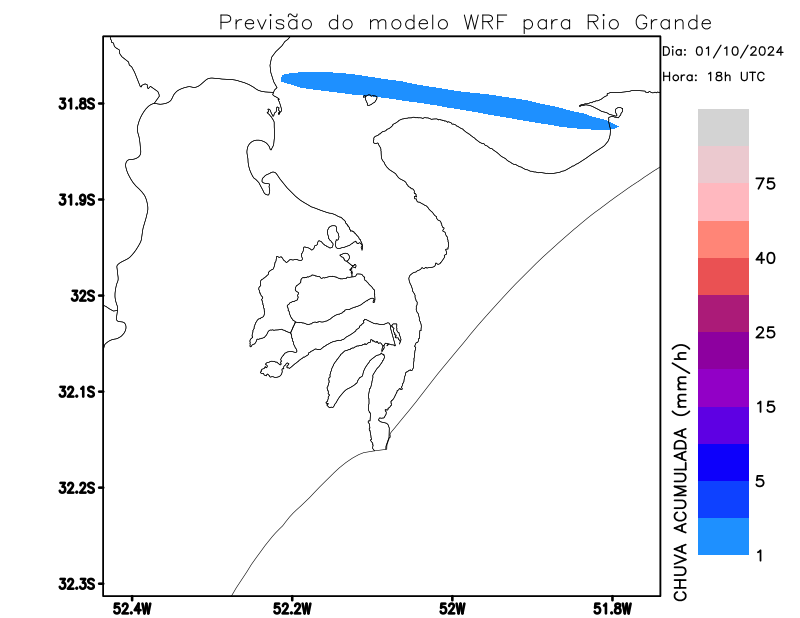 Previsão do modelo WRF para Rio Grande
Dia: 01/10/2024
Hora: 18h UTC
31.8S
31.9S
32S
32.1S
32.2S
32.3S
52.4W
52.2W
52W
51.8W
75
40
25
15
5
1
CHUVA ACUMULADA (mm/h)